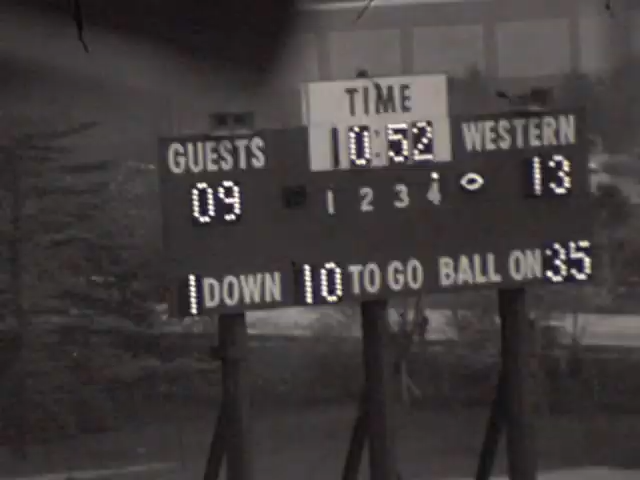 TIME
10:52
GUESTS WESTERN
09 1 2 3 4 13
1 DOWN 10 TO GO BALL ON 35